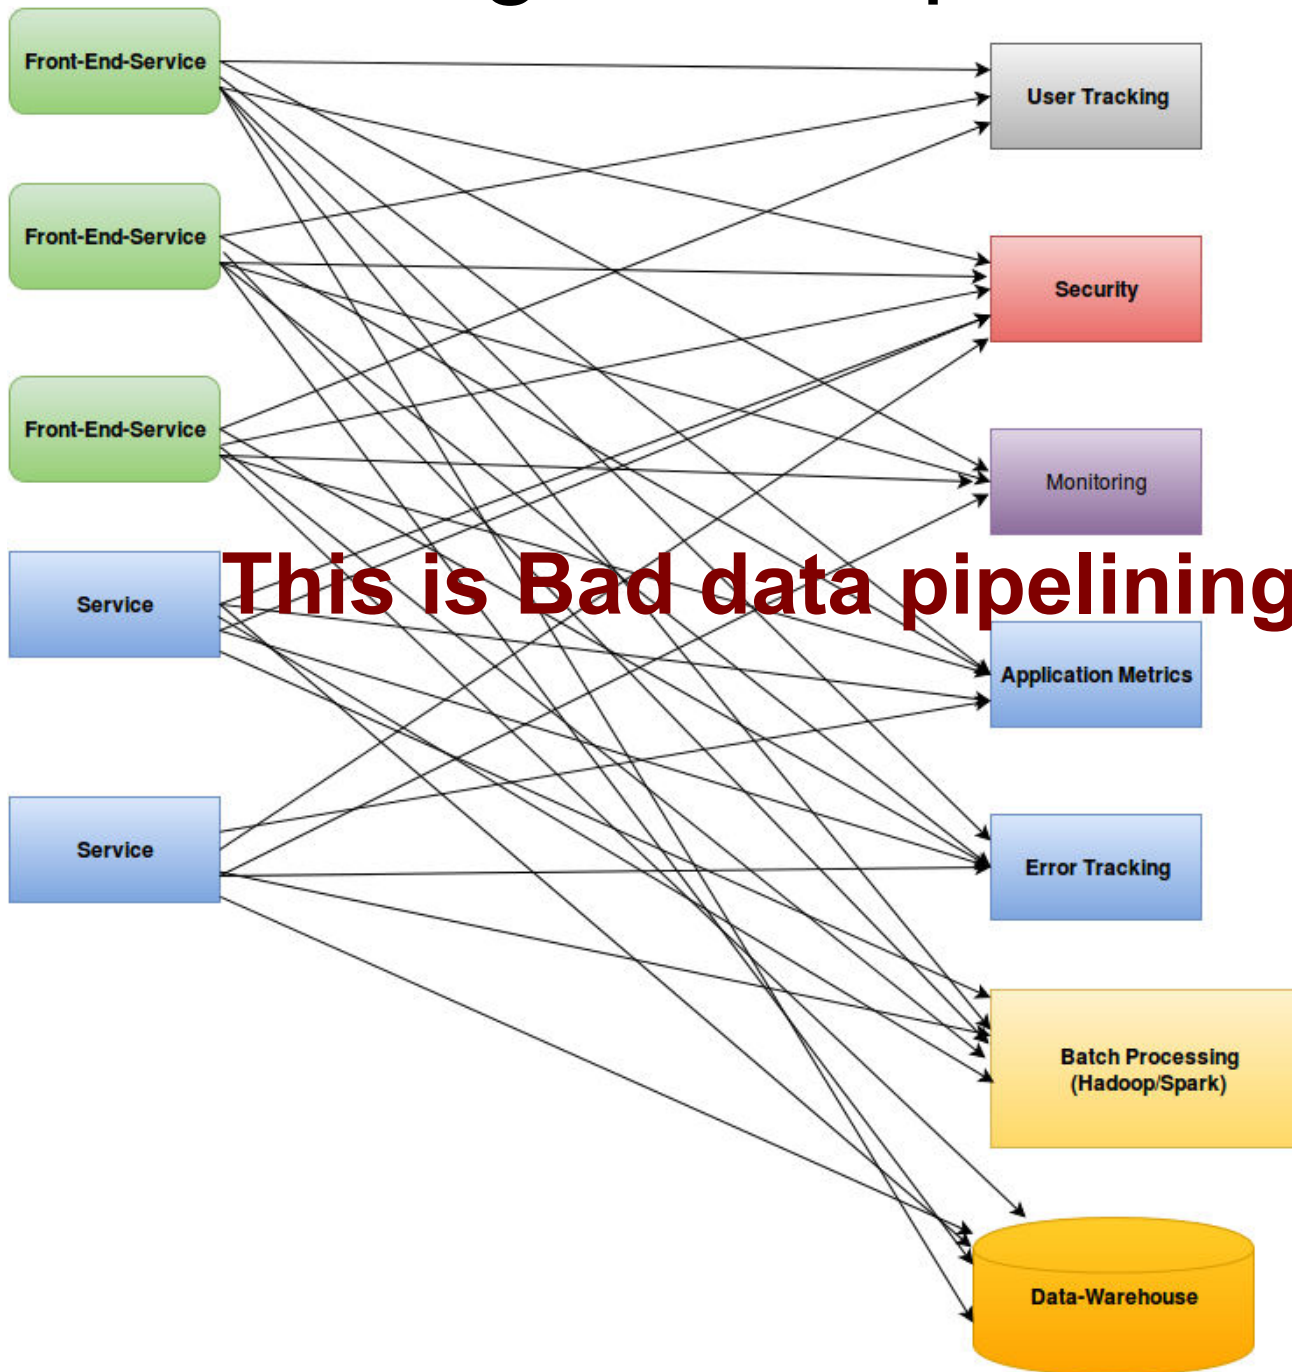 Front-End-Service
User Tracking
Front-End-Service
Security
Front-End-Service
Monitoring
This is Bad data pipelining
Service
Application Metrics
Service
Error Tracking
Batch Processing
(Hadoop/Spark)
Data-Warehouse